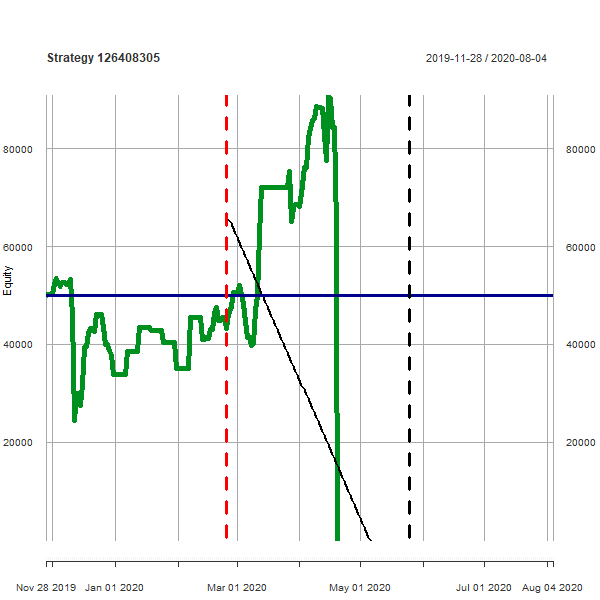 Strategy 126408305
2019-11-28 / 2020-08-04
80000
80000
60000
60000
Equity
40000
40000
20000
20000
Nov 28 2019
Jan 01 2020
Mar 01 2020
May 01 2020
Jul 01 2020
Aug 04 2020